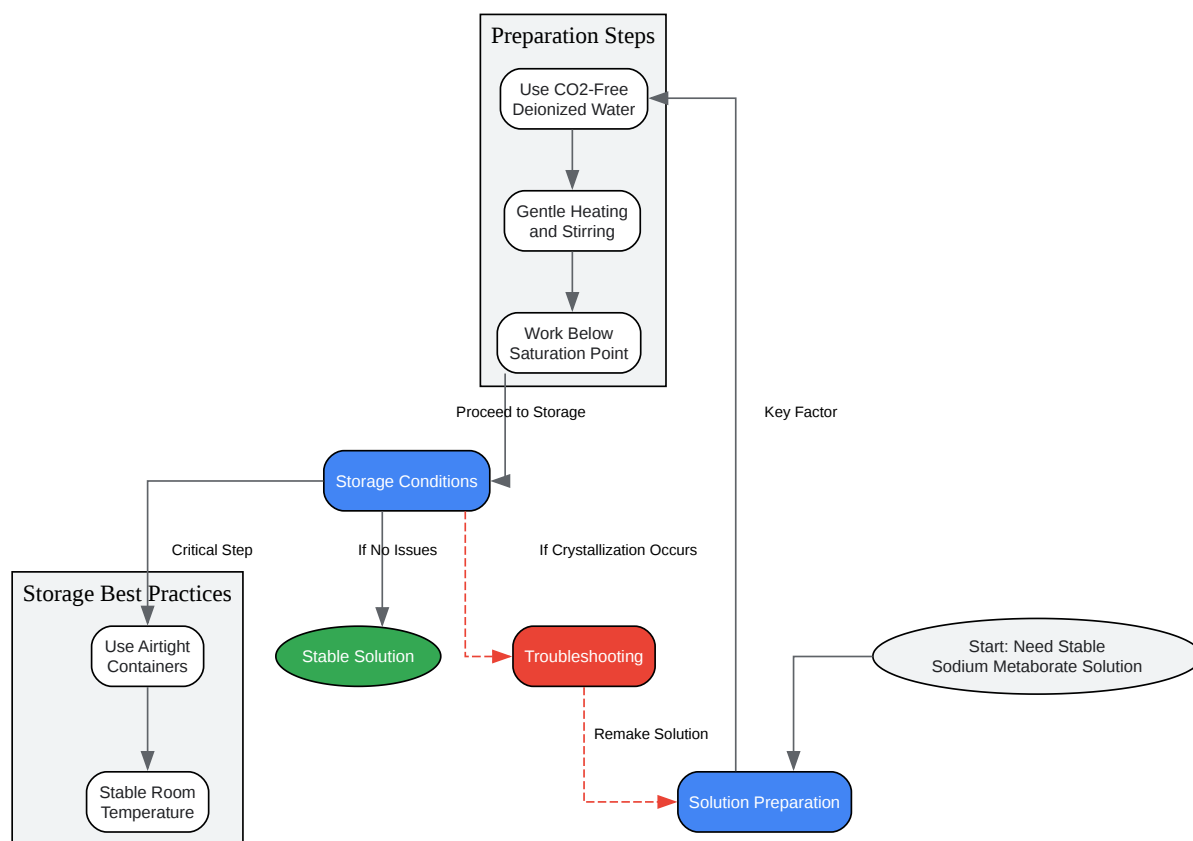 Preparation Steps
Use CO2-Free
Deionized Water
Gentle Heating
and Stirring
Work Below
Saturation Point
Proceed to Storage
Key Factor
Storage Conditions
Critical Step
If No Issues
If Crystallization Occurs
Storage Best Practices
Use Airtight
Containers
Stable Solution
Troubleshooting
Start: Need Stable
Sodium Metaborate Solution
Remake Solution
Stable Room
Temperature
Solution Preparation